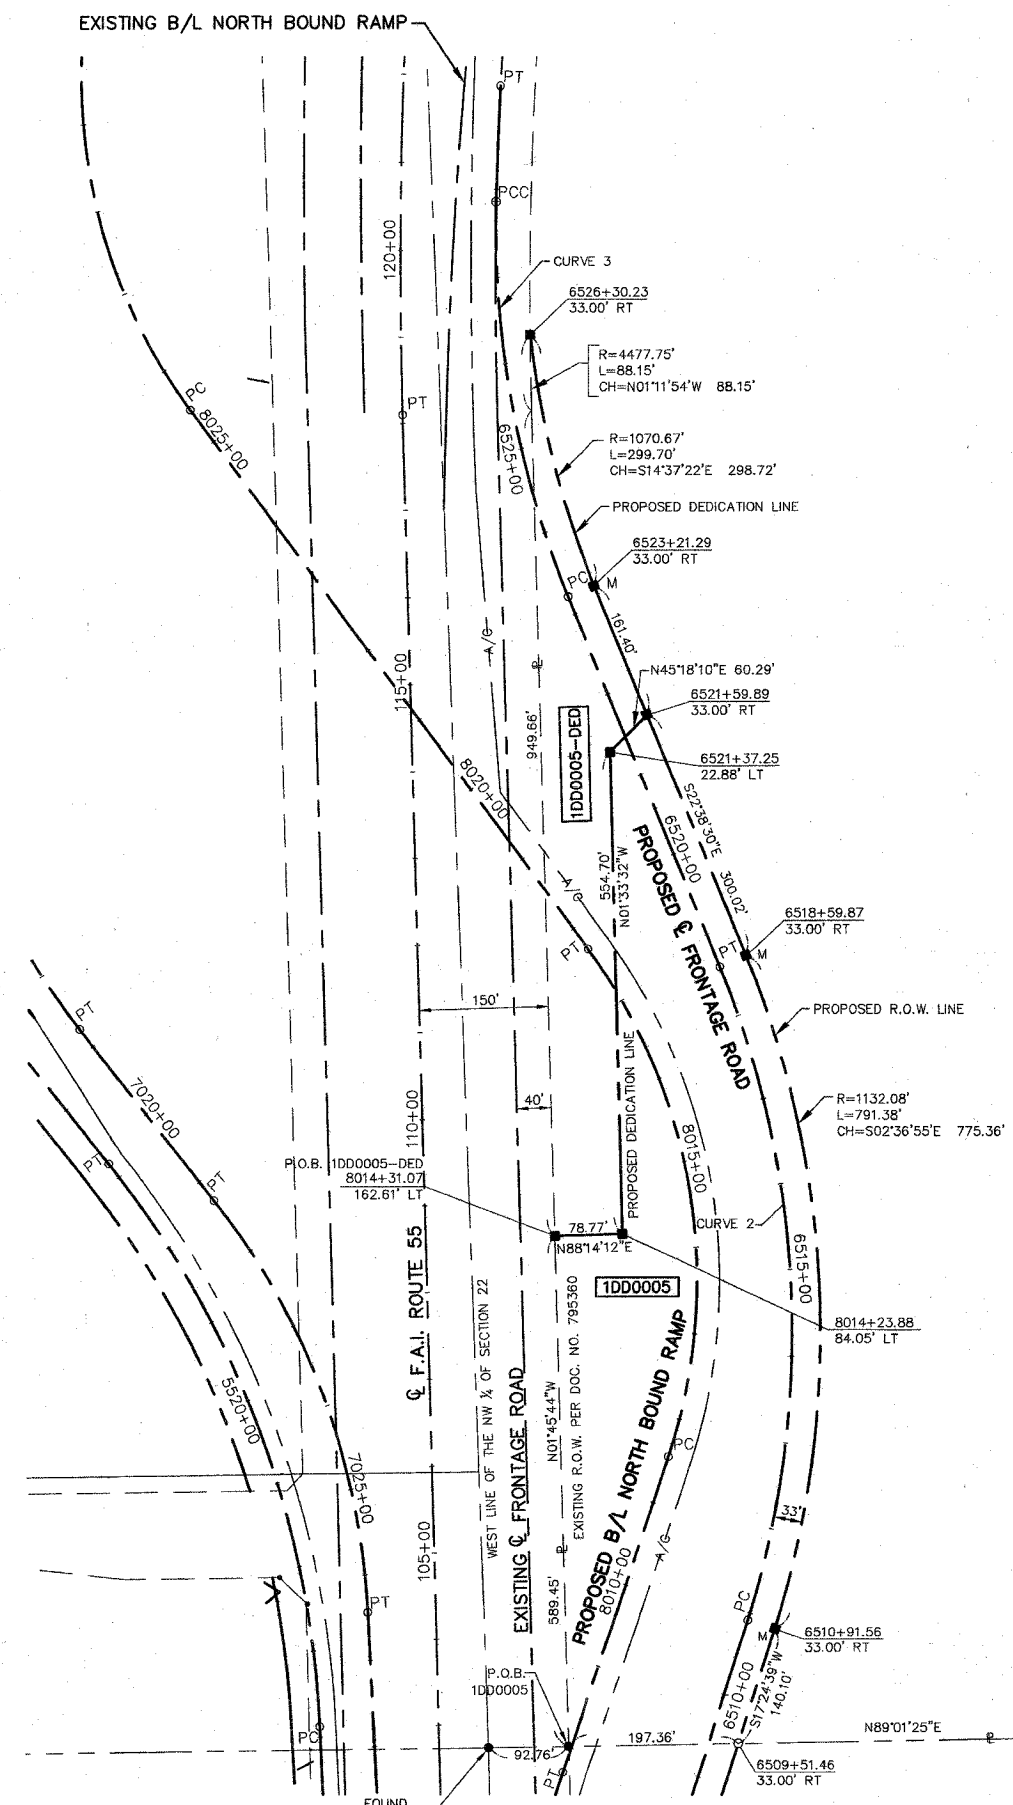 EXISTING B/L NORTH BOUND RAMP
PT
PCC
120+00
CURVE 3
6526+30.23
33.00' RT
R=4477.75'
L=88.15'
CH=N01°11'54"W 88.15'
PC
8025+00
PT
6525+00
R=1070.67'
L=299.70'
CH=S14°37'22"E 298.72'
PROPOSED DEDICATION LINE
6523+21.29
33.00' RT
PC
M
161.40'
A/C
115+00
N45°18'10"E 60.29'
6521+59.89
33.00' RT
949.66'
1DD0005-DED
6521+37.25
22.88' LT
8020+00
S22°38'30"E 300.02'
6520+00
554.70'
N01°33'32"W
A/C
PROPOSED ℄ FRONTAGE ROAD
6518+59.87
33.00' RT
PT
PT
M
150'
PROPOSED R.O.W. LINE
PT
7020+00
PROPOSED DEDICATION LINE
40'
110+00
R=1132.08'
L=791.38'
CH=S02°36'55"E 775.36'
8015+00
P.O.B. 1DD0005-DED
8014+31.07
162.61' LT
PT
PT
78.77'
N88°14'12"E
CURVE 2
6515+00
℄ F.A.I. ROUTE 55
1DD0005
8014+23.88
84.05' LT
WEST LINE OF THE NW ¼ OF SECTION 22
EXISTING ℄ FRONTAGE ROAD
N01°45'44"W
EXISTING R.O.W. PER DOC. NO. 795360
PROPOSED B/L NORTH BOUND RAMP
5520+00
PC
7025+00
33'
105+00
A/C
8010+00
589.45'
PT
PC
M
6510+91.56
33.00' RT
P.O.B.
1DD0005
6510+00
S17°24'39"W
140.10'
PC
92.76'
197.36'
N89°01'25"E
PT
6509+51.46
33.00' RT
FOUND